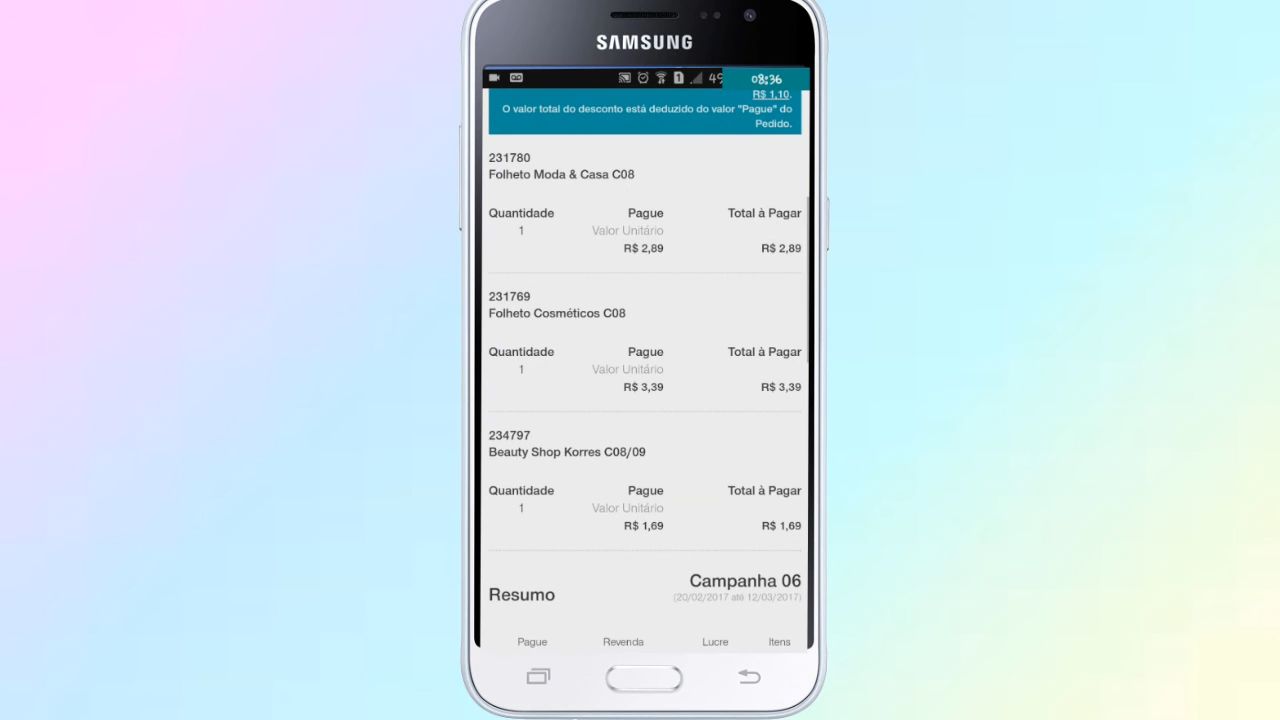 SAMSUNG
08:36
R$ 1,10.
O valor total do desconto está deduzido do valor "Pague" do
Pedido.
231780
Folheto Moda & Casa C08
Quantidade Pague Total à Pagar
1 Valor Unitário
R$ 2,89 R$ 2,89
231769
Folheto Cosméticos C08
Quantidade Pague Total à Pagar
1 Valor Unitário
R$ 3,39 R$ 3,39
234797
Beauty Shop Korres C08/09
Quantidade Pague Total à Pagar
1 Valor Unitário
R$ 1,69 R$ 1,69
Campanha 06
Resumo (20/02/2017 até 12/03/2017)
Pague Revenda Lucre Itens